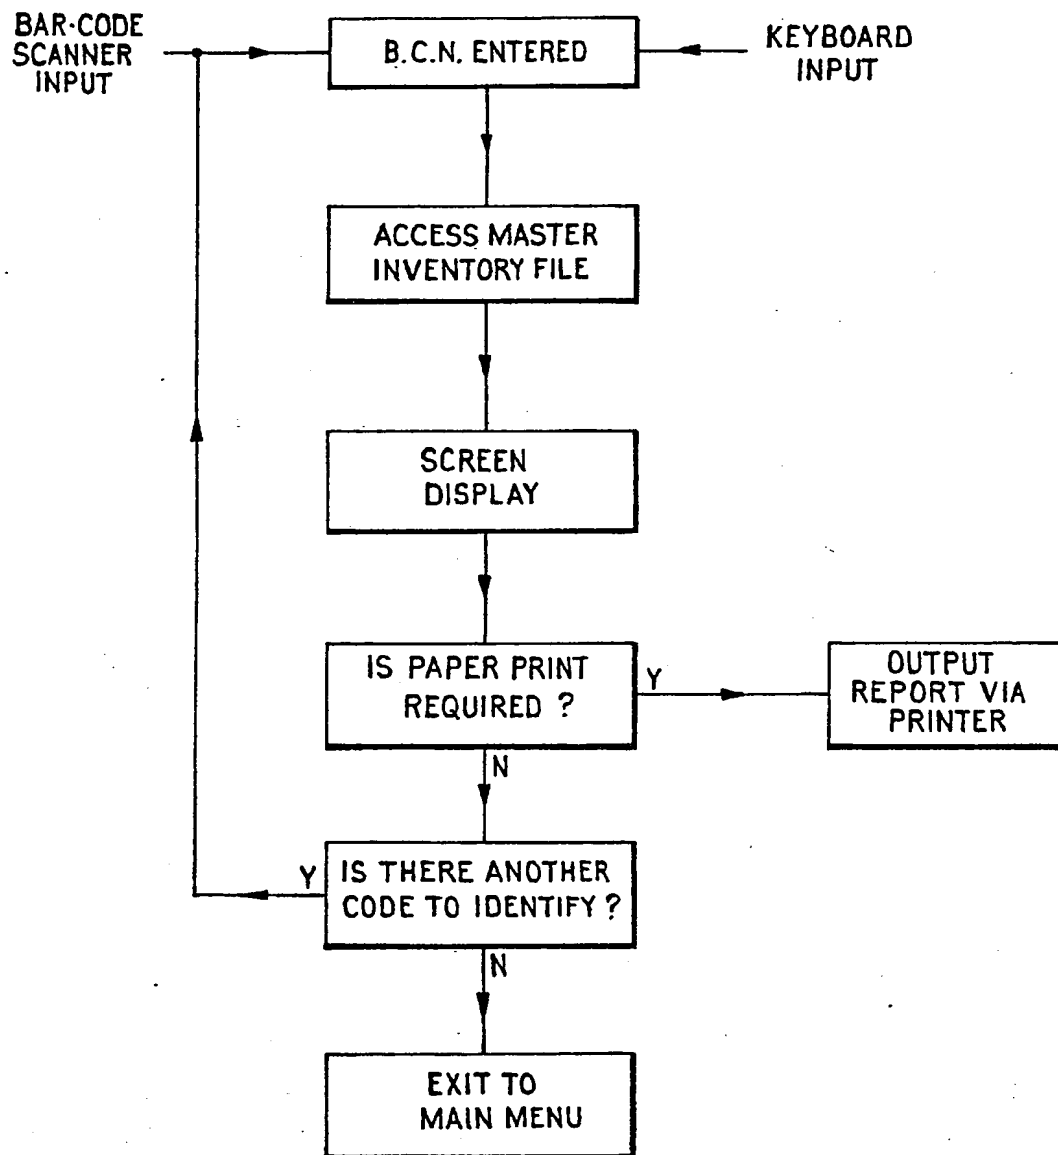 BAR-CODE
SCANNER
INPUT
B.C.N. ENTERED
KEYBOARD
INPUT
ACCESS MASTER
INVENTORY FILE
SCREEN
DISPLAY
IS PAPER PRINT
REQUIRED ?
Y
OUTPUT
REPORT VIA
PRINTER
N
Y
IS THERE ANOTHER
CODE TO IDENTIFY ?
N
EXIT TO
MAIN MENU